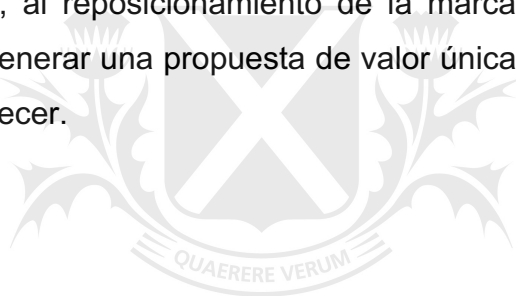 , al reposicionamiento de la marca
enerar una propuesta de valor única
ecer.
QUAERERE VERUM